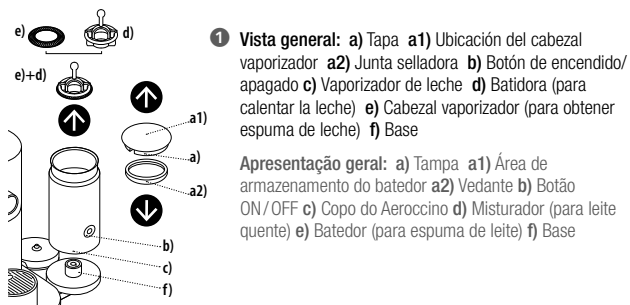 e)
d)
e)+d)
a1)
a)
a2)
b)
c)
f)
1 Vista general: a) Tapa a1) Ubicación del cabezal
vaporizador a2) Junta selladora b) Botón de encendido/
apagado c) Vaporizador de leche d) Batidora (para
calentar la leche) e) Cabezal vaporizador (para obtener
espuma de leche) f) Base
Apresentação geral: a) Tampa a1) Área de
armazenamento do batedor a2) Vedante b) Botão
ON/OFF c) Copo do Aeroccino d) Misturador (para leite
quente) e) Batedor (para espuma de leite) f) Base